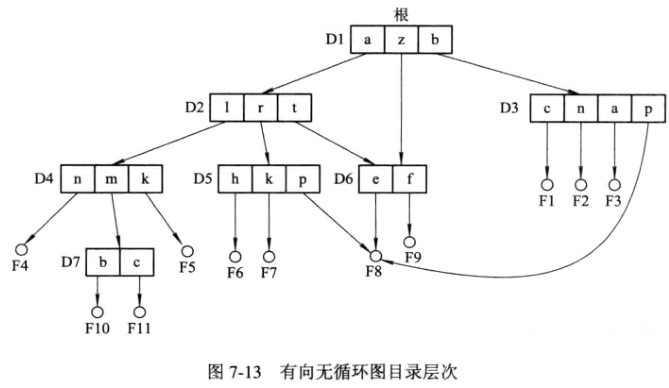 根
D1 a z b
D2 l r t
D3 c n a p
D4 n m k
D5 h k p
D6 e f
F1 F2 F3
F4
D7 b c
F5
F6 F7
F8
F9
F10 F11
图 7-13 有向无循环图目录层次